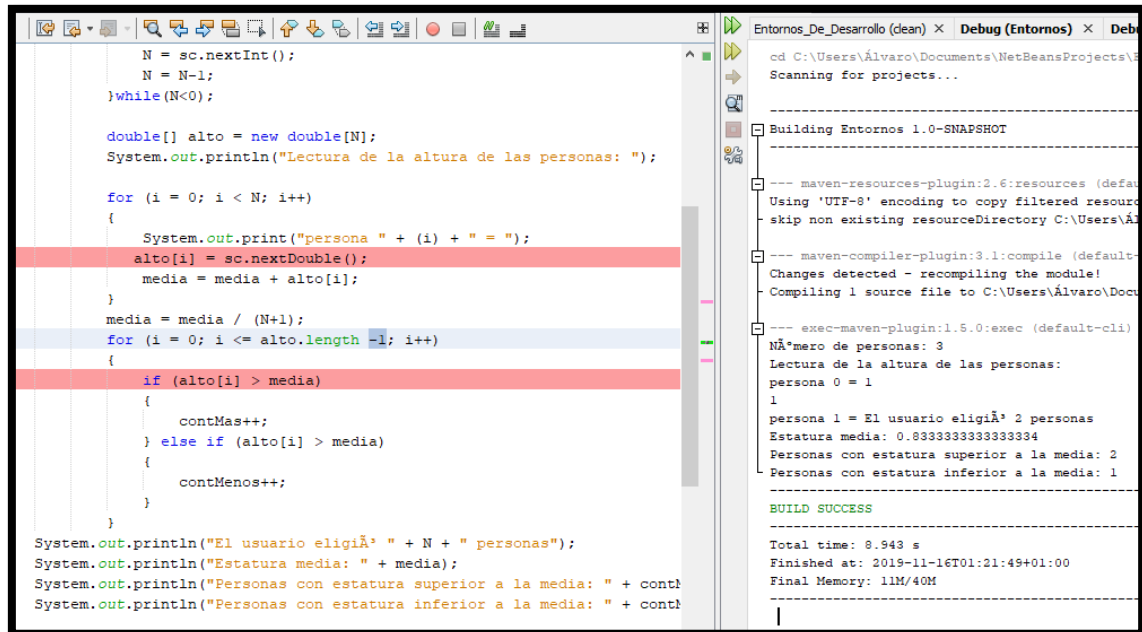 N = sc.nextInt();
N = N-1;
}while(N<0);
double[] alto = new double[N];
System.out.println("Lectura de la altura de las personas: ");
for (i = 0; i < N; i++)
{
System.out.print("persona " + (i) + " = ");
alto[i] = sc.nextDouble();
media = media + alto[i];
}
media = media / (N+1);
for (i = 0; i <= alto.length -1; i++)
{
if (alto[i] > media)
{
contMas++;
} else if (alto[i] > media)
{
contMenos++;
}
}
System.out.println("El usuario eligiÃ³ " + N + " personas");
System.out.println("Estatura media: " + media);
System.out.println("Personas con estatura superior a la media: " + cont
System.out.println("Personas con estatura inferior a la media: " + cont
Entornos_De_Desarrollo (clean) × Debug (Entornos) × Deb
cd C:\Users\Álvaro\Documents\NetBeansProjects\
Scanning for projects...
------------------------------------------------
Building Entornos 1.0-SNAPSHOT
------------------------------------------------
--- maven-resources-plugin:2.6:resources (defau
Using 'UTF-8' encoding to copy filtered resourc
skip non existing resourceDirectory C:\Users\Ál
--- maven-compiler-plugin:3.1:compile (default-
Changes detected - recompiling the module!
Compiling 1 source file to C:\Users\Álvaro\Docu
--- exec-maven-plugin:1.5.0:exec (default-cli)
NÃºmero de personas: 3
Lectura de la altura de las personas:
persona 0 = 1
1
persona 1 = El usuario eligiÃ³ 2 personas
Estatura media: 0.8333333333333334
Personas con estatura superior a la media: 2
Personas con estatura inferior a la media: 1
------------------------------------------------
BUILD SUCCESS
------------------------------------------------
Total time: 8.943 s
Finished at: 2019-11-16T01:21:49+01:00
Final Memory: 11M/40M
------------------------------------------------